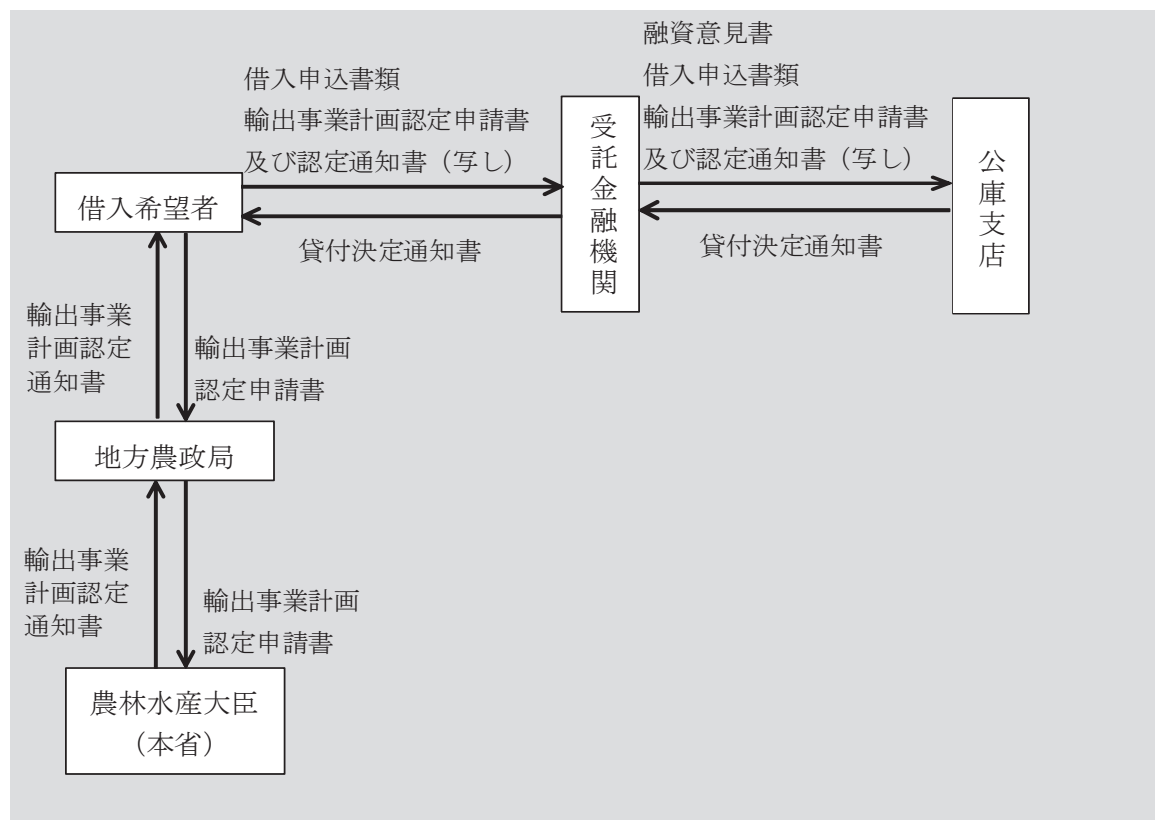 融資意見書
借入申込書類
輸出事業計画認定申請書
及び認定通知書（写し）
借入申込書類
輸出事業計画認定申請書
及び認定通知書（写し）
受託金融機関
公庫支店
借入希望者
貸付決定通知書
貸付決定通知書
輸出事業
計画認定
通知書
輸出事業計画
認定申請書
地方農政局
輸出事業
計画認定
通知書
輸出事業計画
認定申請書
農林水産大臣
（本省）